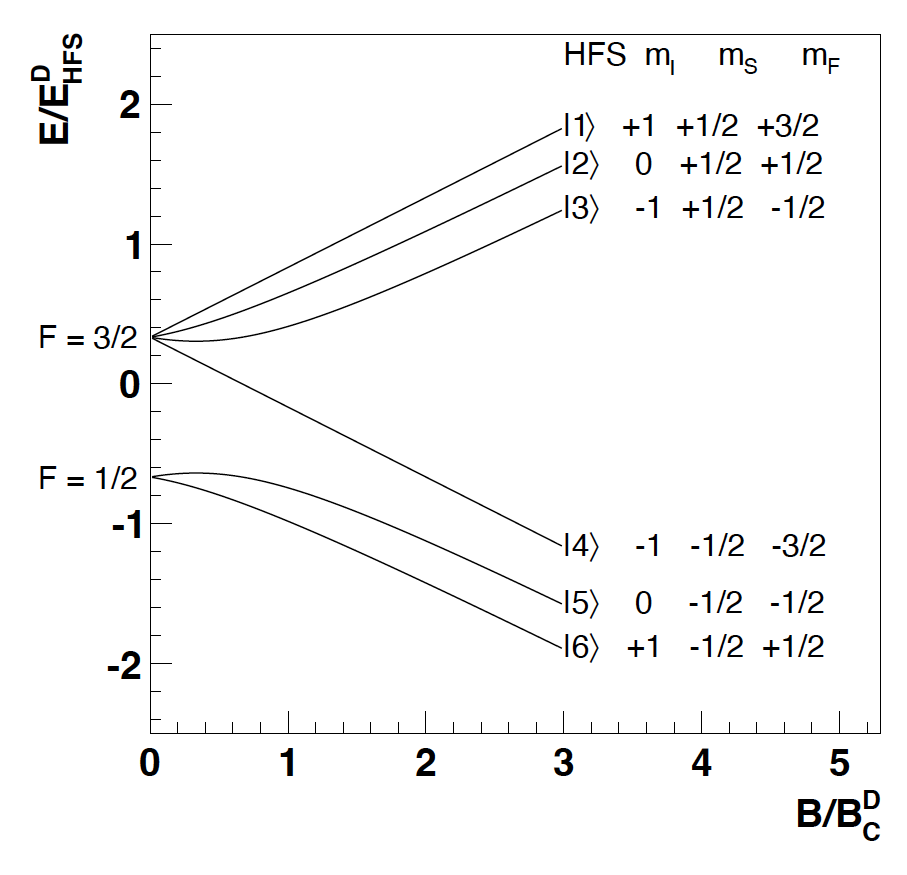 E/E^D_HFS
HFS m_I m_S m_F
2
|1⟩ +1 +1/2 +3/2
|2⟩ 0 +1/2 +1/2
|3⟩ -1 +1/2 -1/2
1
F = 3/2
0
F = 1/2
-1
|4⟩ -1 -1/2 -3/2
|5⟩ 0 -1/2 -1/2
|6⟩ +1 -1/2 +1/2
-2
0 1 2 3 4 5
B/B^D_C